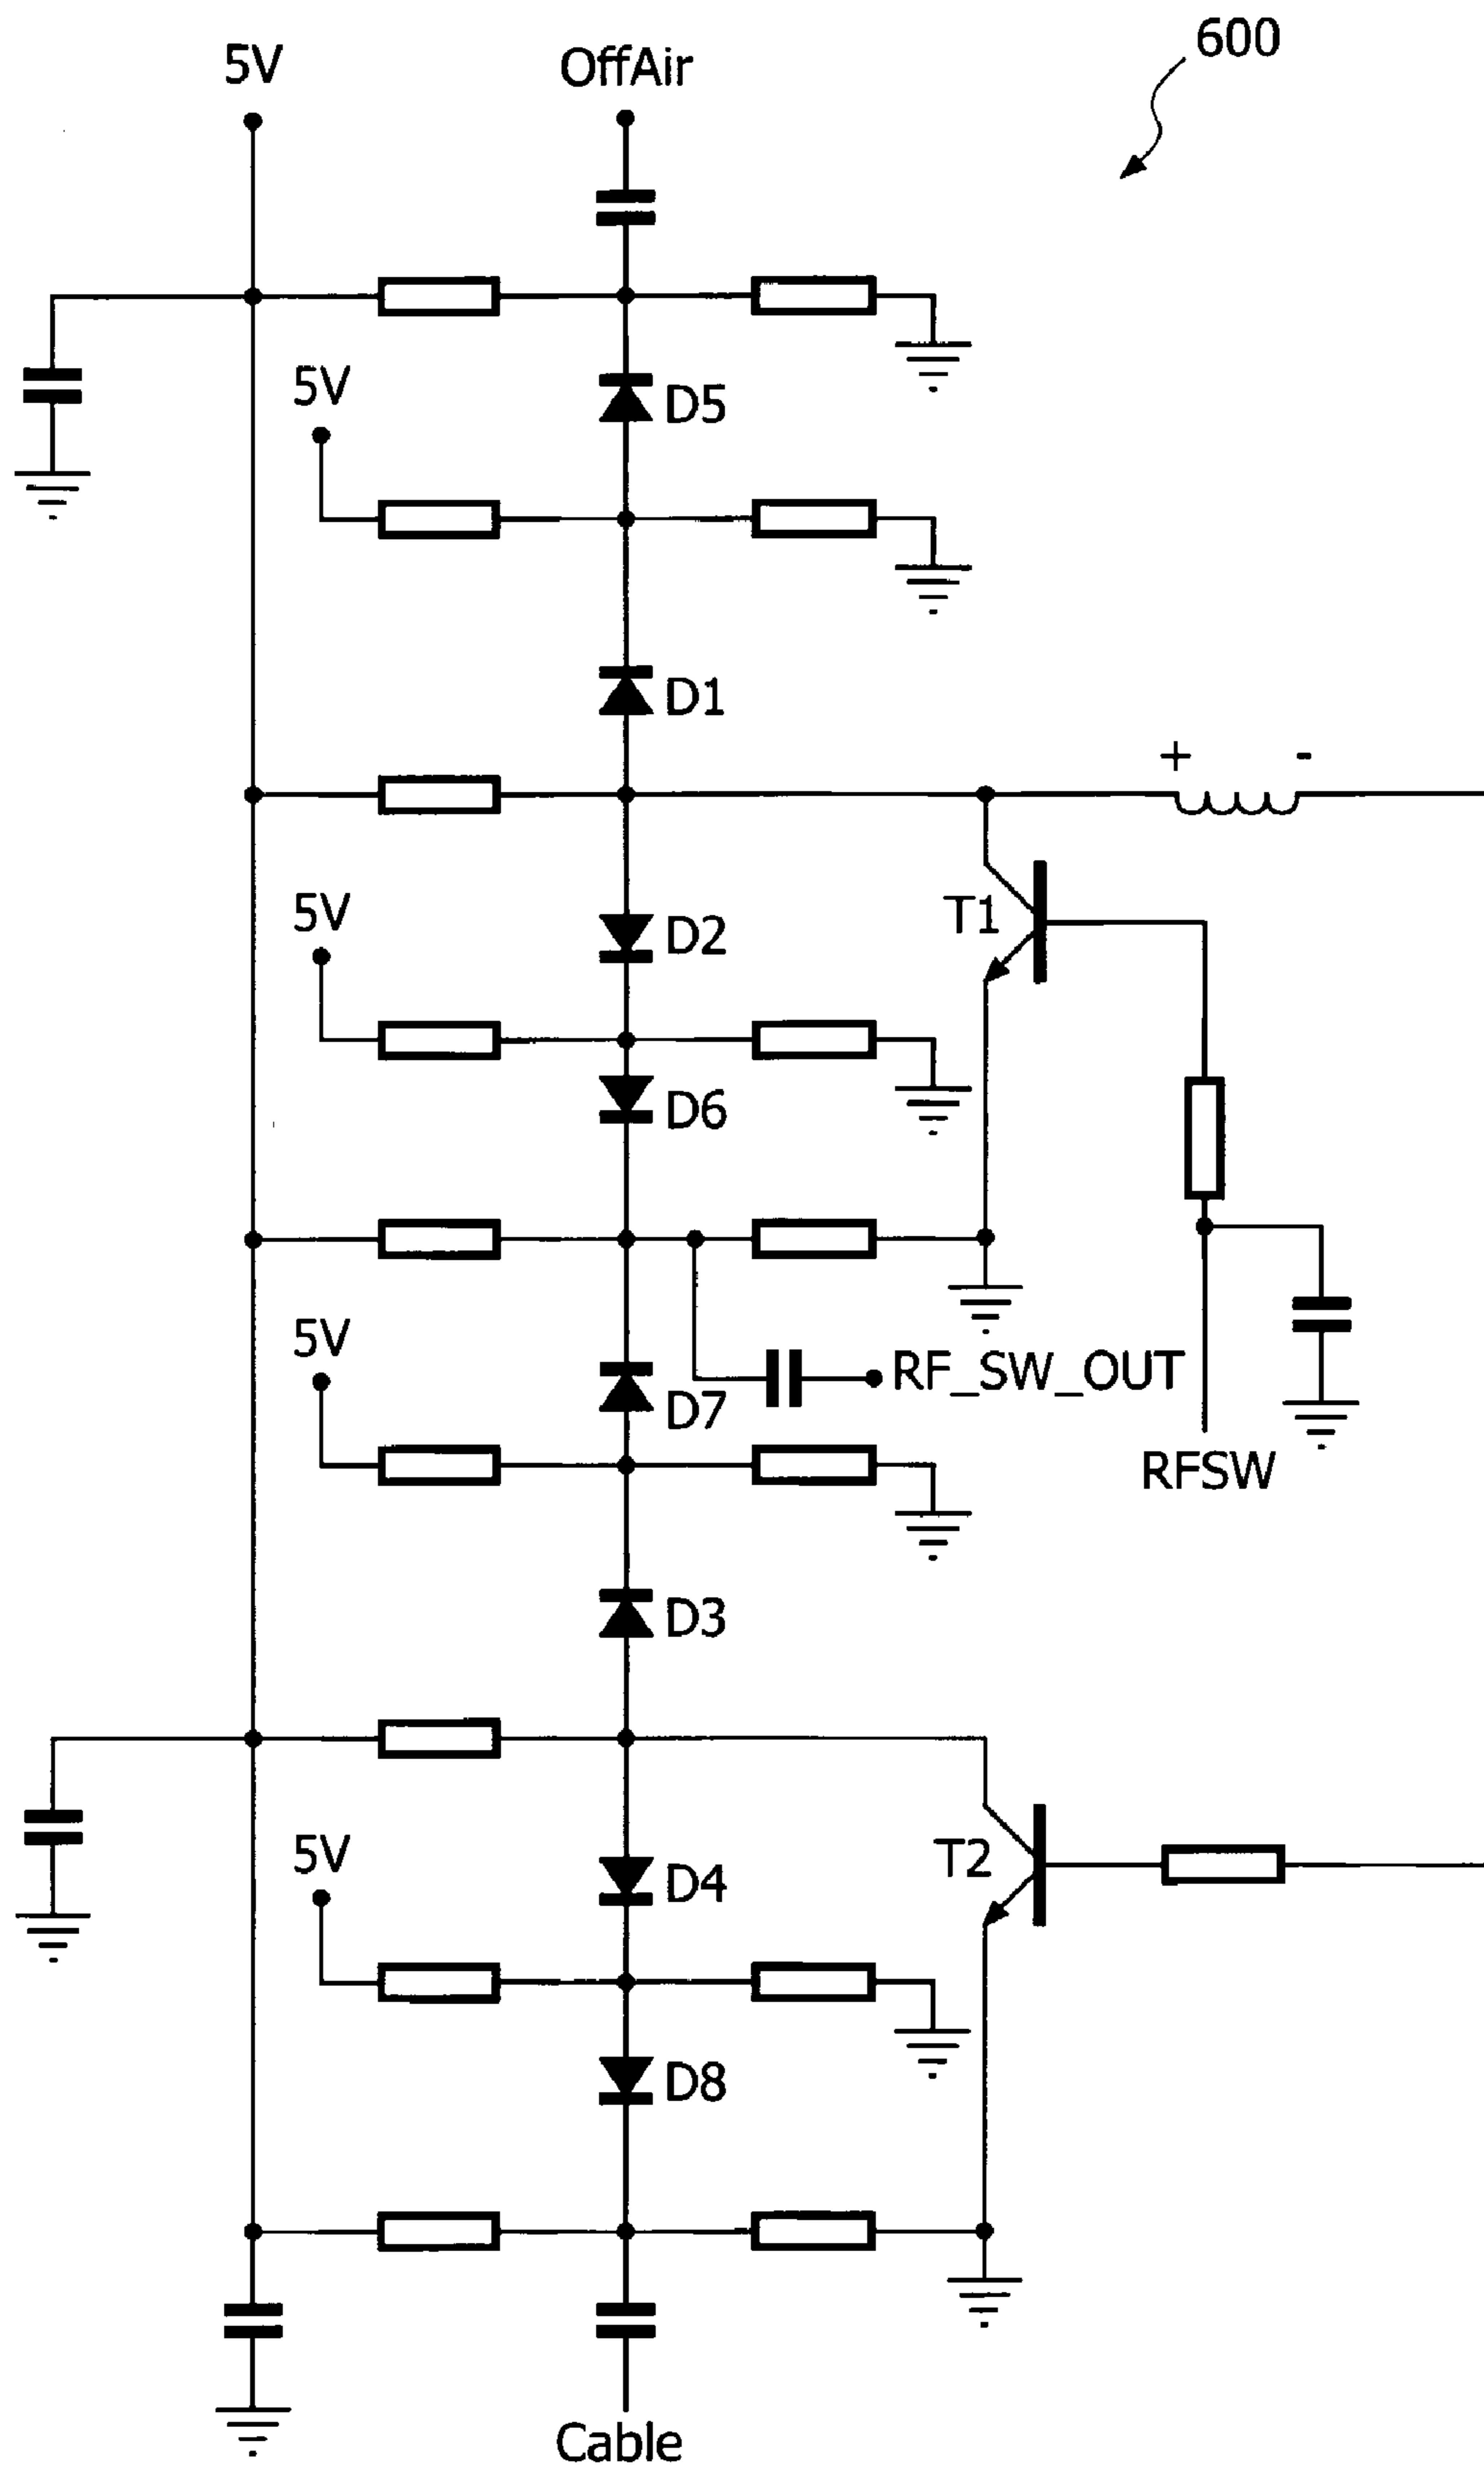 600
5V
OffAir
5V
D5
D1
+ -
5V
D2
T1
D6
5V
RF_SW_OUT
D7
RFSW
D3
5V
T2
D4
D8
Cable